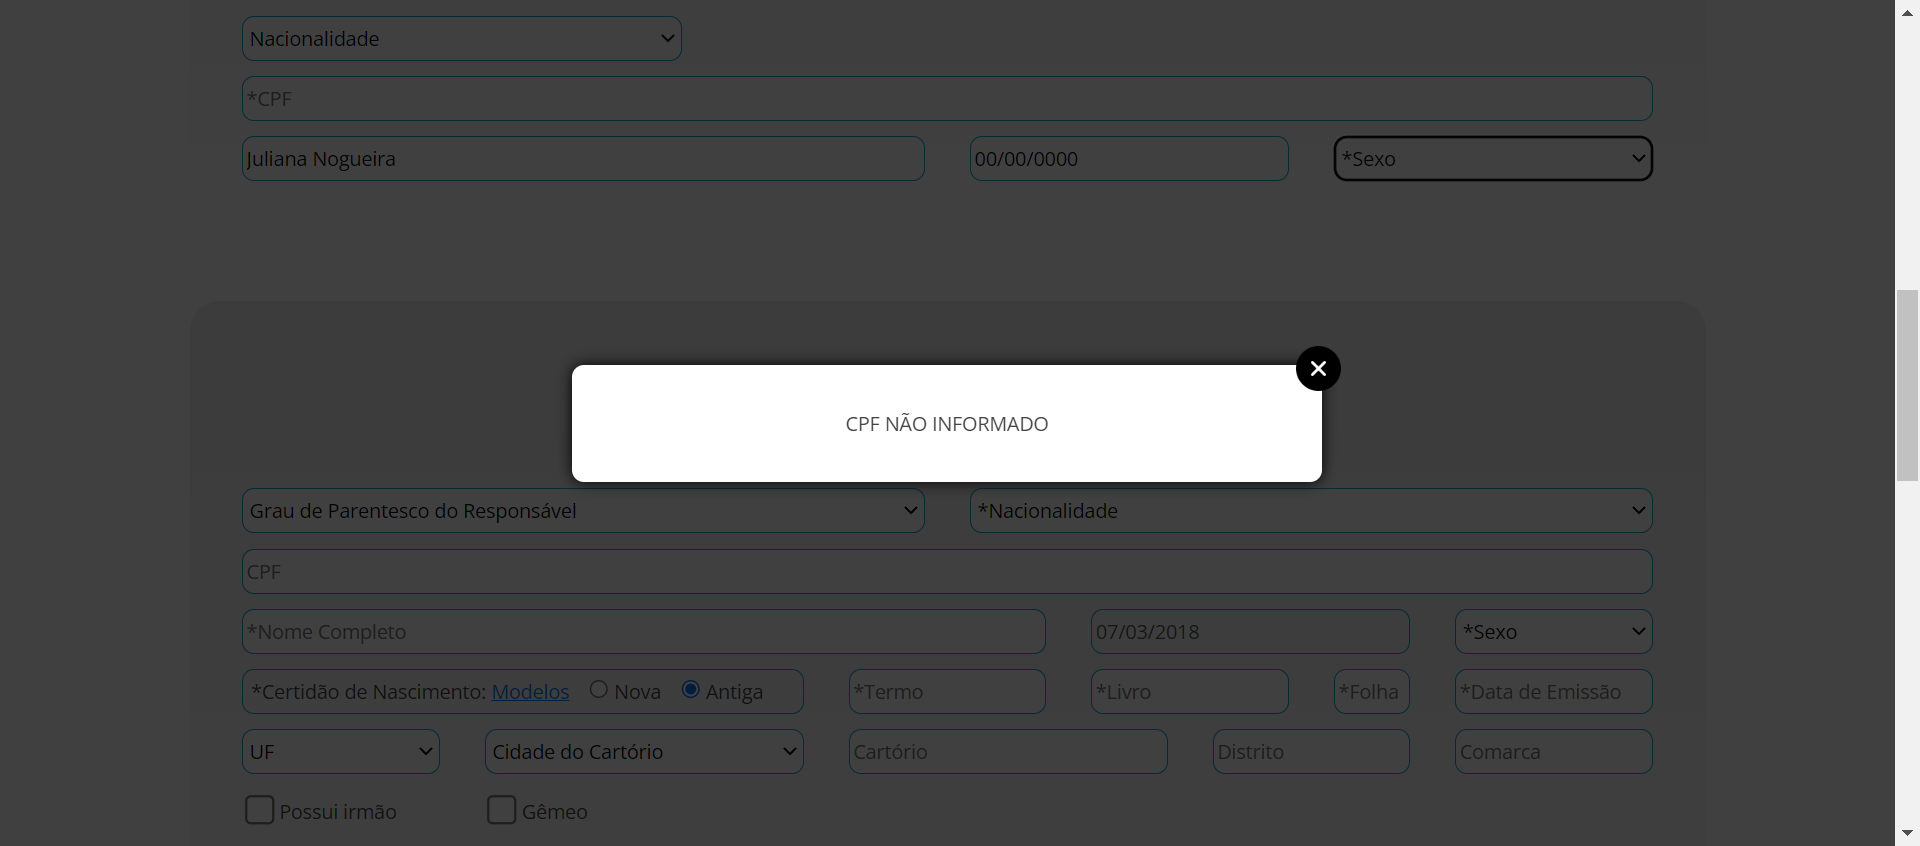 Nacionalidade
*CPF
Juliana Nogueira 00/00/0000 *Sexo
CPF NÃO INFORMADO
Grau de Parentesco do Responsável *Nacionalidade
CPF
*Nome Completo 07/03/2018 *Sexo
*Certidão de Nascimento: Modelos Nova Antiga *Termo *Livro *Folha *Data de Emissão
UF Cidade do Cartório Cartório Distrito Comarca
Possui irmão Gêmeo